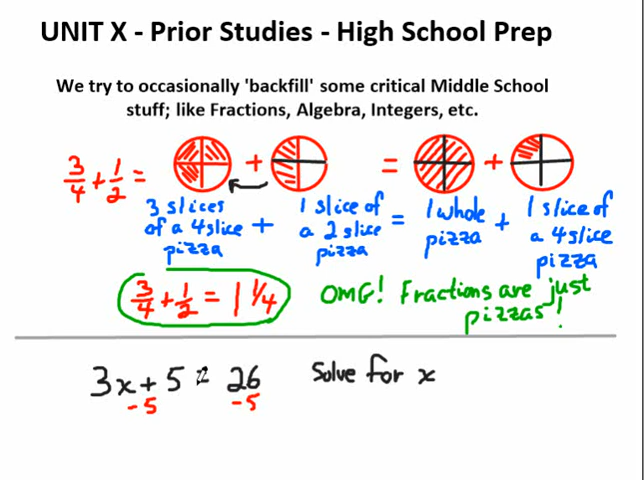 UNIT X - Prior Studies - High School Prep
We try to occasionally 'backfill' some critical Middle School
stuff; like Fractions, Algebra, Integers, etc.
3/4 + 1/2 = + = +
3 slices of a 4 slice pizza + 1 slice of a 2 slice pizza = 1 whole pizza + 1 slice of a 4 slice pizza
3/4 + 1/2 = 1 1/4 OMG! Fractions are just pizzas!
3x + 5 = 26 Solve for x
-5 -5